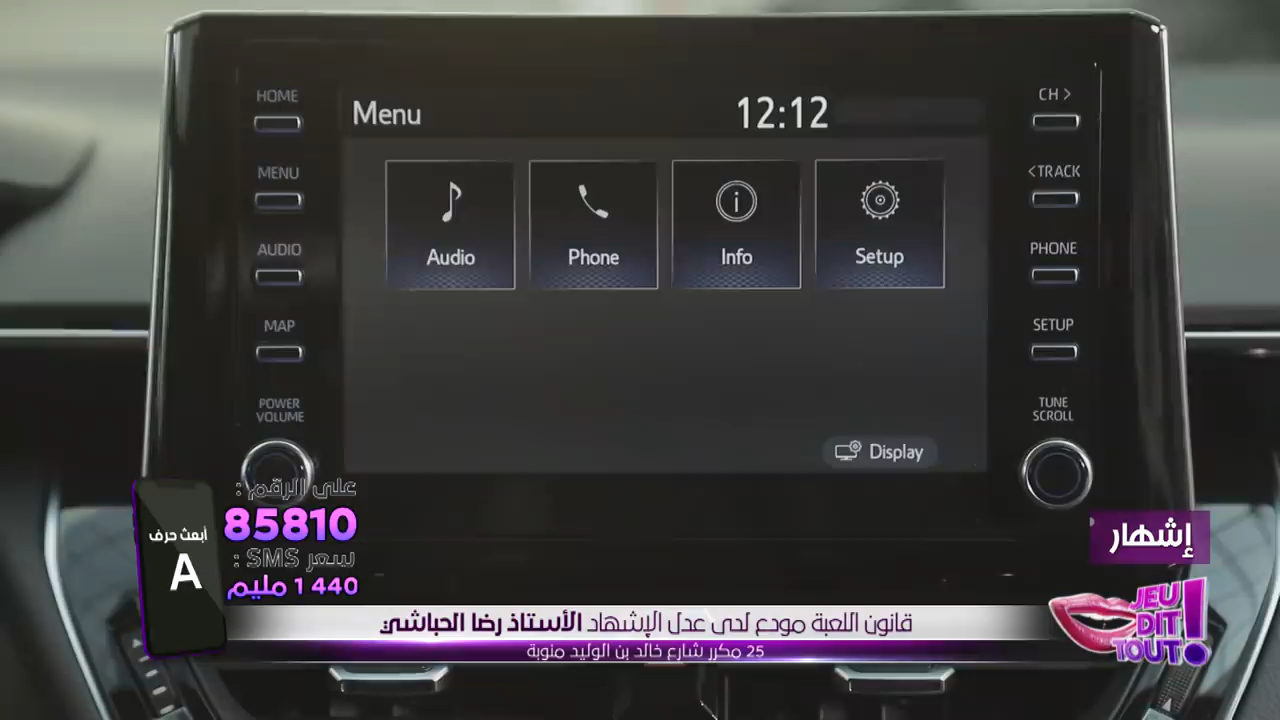 HOME
MENU
AUDIO
MAP
POWER
VOLUME
Menu
12:12
Audio
Phone
Info
Setup
Display
CH >
< TRACK
PHONE
SETUP
TUNE
SCROLL
أبعث حرف
A
على الرقم :
85810
سعر SMS :
1 440 مليم
إشهار
قانون اللعبة مودع لدى عدل الإشهاد الأستاذ رضا الحباشي
25 مكرر شارع خالد بن الوليد منوبة
JEU
DIT
TOUT!